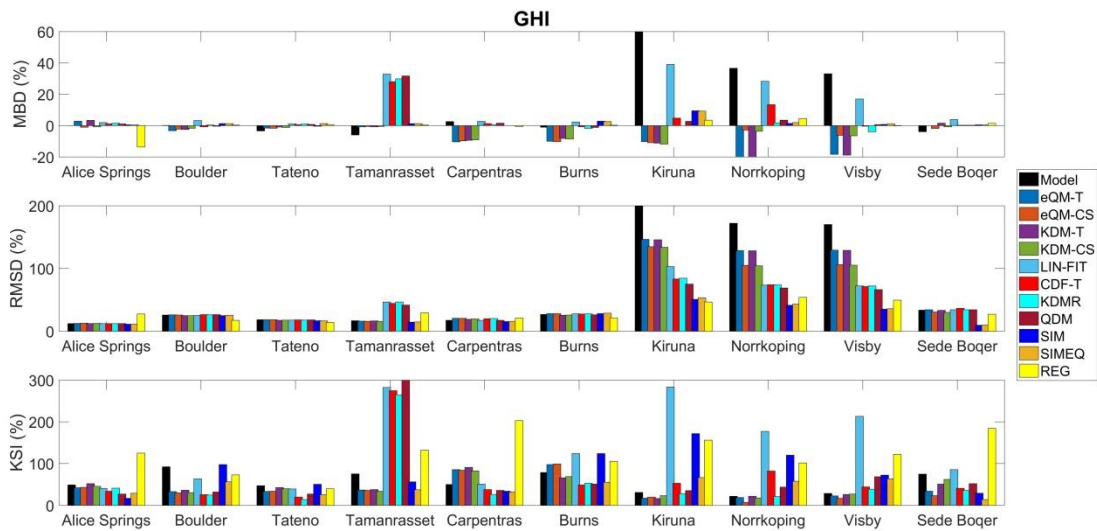 GHI
MBD (%)
60
40
20
0
-20
Alice Springs Boulder Tateno Tamanrasset Carpentras Burns Kiruna Norrkoping Visby Sede Boqer
RMSD (%)
200
100
0
Alice Springs Boulder Tateno Tamanrasset Carpentras Burns Kiruna Norrkoping Visby Sede Boqer
KSI (%)
300
200
100
0
Alice Springs Boulder Tateno Tamanrasset Carpentras Burns Kiruna Norrkoping Visby Sede Boqer
Model
eQM-T
eQM-CS
KDM-T
KDM-CS
LIN-FIT
CDF-T
KDMR
QDM
SIM
SIMEQ
REG